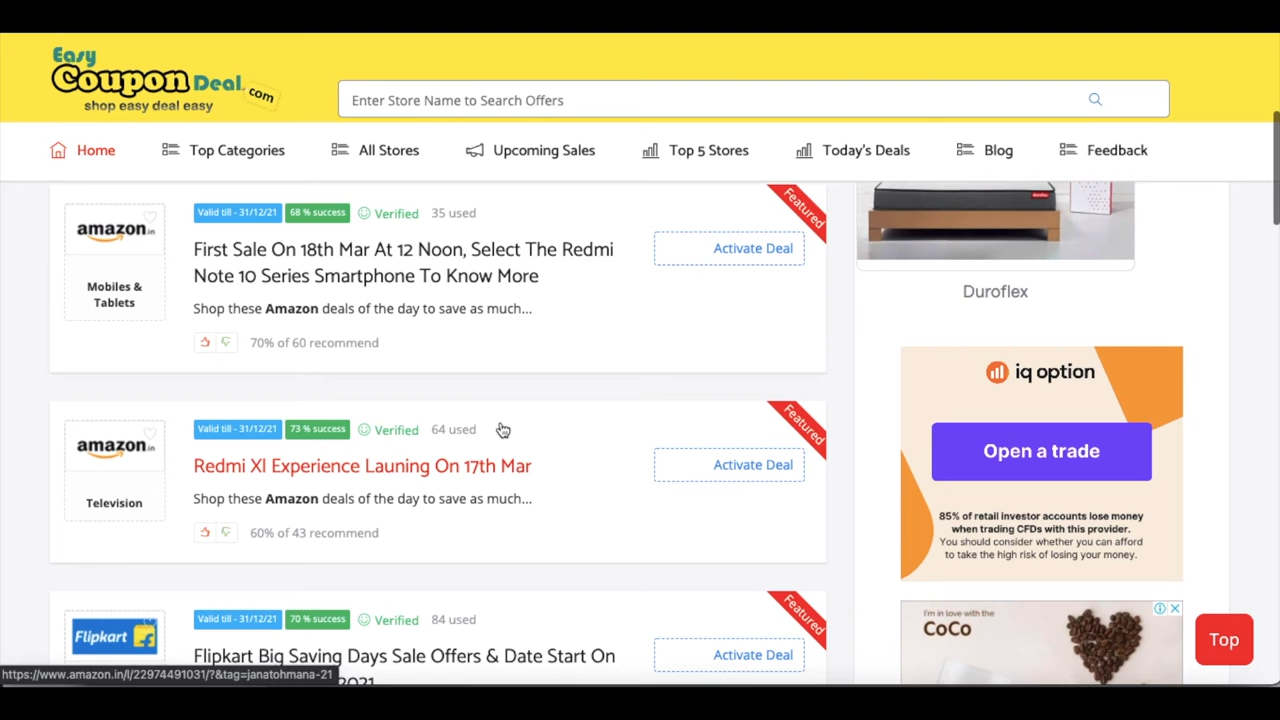 Easy
Coupon Deal.com
shop easy deal easy
Enter Store Name to Search Offers
Home
Top Categories
All Stores
Upcoming Sales
Top 5 Stores
Today's Deals
Blog
Feedback
amazon.in
Mobiles &
Tablets
Valid till - 31/12/21
68 % success
Verified
35 used
Featured
First Sale On 18th Mar At 12 Noon, Select The Redmi
Note 10 Series Smartphone To Know More
Shop these Amazon deals of the day to save as much...
70% of 60 recommend
Activate Deal
amazon.in
Television
Valid till - 31/12/21
73 % success
Verified
64 used
Featured
Redmi Xl Experience Launing On 17th Mar
Shop these Amazon deals of the day to save as much...
60% of 43 recommend
Activate Deal
Flipkart
Valid till - 31/12/21
70 % success
Verified
84 used
Featured
Flipkart Big Saving Days Sale Offers & Date Start On
2021
Activate Deal
Duroflex
iq option
Open a trade
85% of retail investor accounts lose money
when trading CFDs with this provider.
You should consider whether you can afford
to take the high risk of losing your money.
I'm in love with the
CoCo
Top
https://www.amazon.in/l/22974491031/?&tag=janatohmana-21